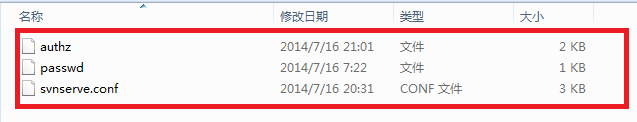 名称 修改日期 类型 大小
authz 2014/7/16 21:01 文件 2 KB
passwd 2014/7/16 7:22 文件 1 KB
svnserve.conf 2014/7/16 20:31 CONF 文件 3 KB